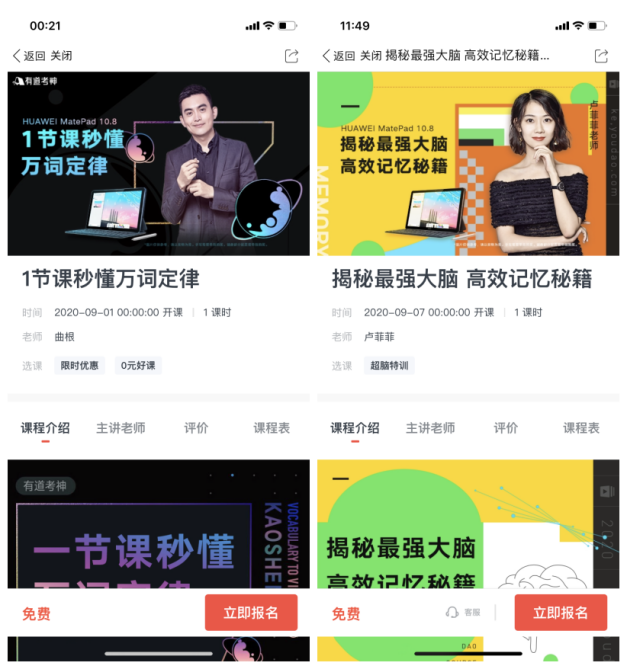 00:21
返回 关闭
有道考神
HUAWEI MatePad 10.8
1节课秒懂
万词定律
1节课秒懂万词定律
时间 2020-09-01 00:00:00 开课 | 1 课时
老师 曲根
选课 限时优惠 0元好课
课程介绍 主讲老师 评价 课程表
有道考神
一节课秒懂
万词定律
VOCABULARY TO VI
KAOSHE
免费 立即报名
11:49
返回 关闭 揭秘最强大脑 高效记忆秘籍...
HUAWEI MatePad 10.8
揭秘最强大脑
高效记忆秘籍
卢菲菲老师
keyoudao.com
MEMORY
揭秘最强大脑 高效记忆秘籍
时间 2020-09-07 00:00:00 开课 | 1 课时
老师 卢菲菲
选课 超脑特训
课程介绍 主讲老师 评价 课程表
揭秘最强大脑
高效记忆秘籍
2020
免费 客服 立即报名
DAO